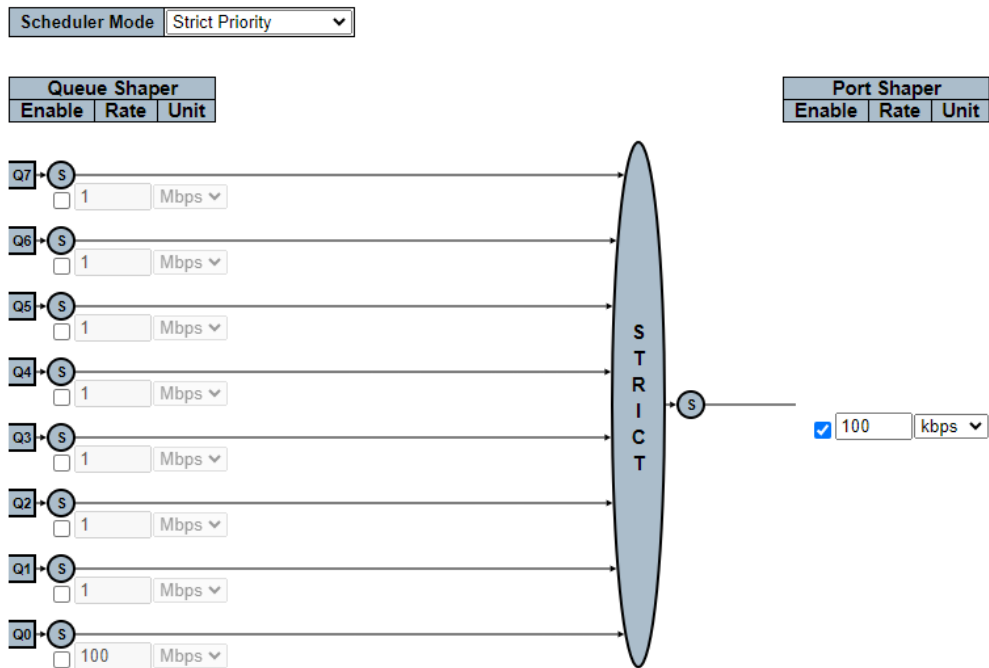 Scheduler Mode Strict Priority
Queue Shaper Port Shaper
Enable Rate Unit Enable Rate Unit
Q7 S
1 Mbps
Q6 S
1 Mbps
Q5 S
1 Mbps
Q4 S
1 Mbps
Q3 S
1 Mbps
Q2 S
1 Mbps
Q1 S
1 Mbps
Q0 S
100 Mbps
STRICT
S
100 kbps